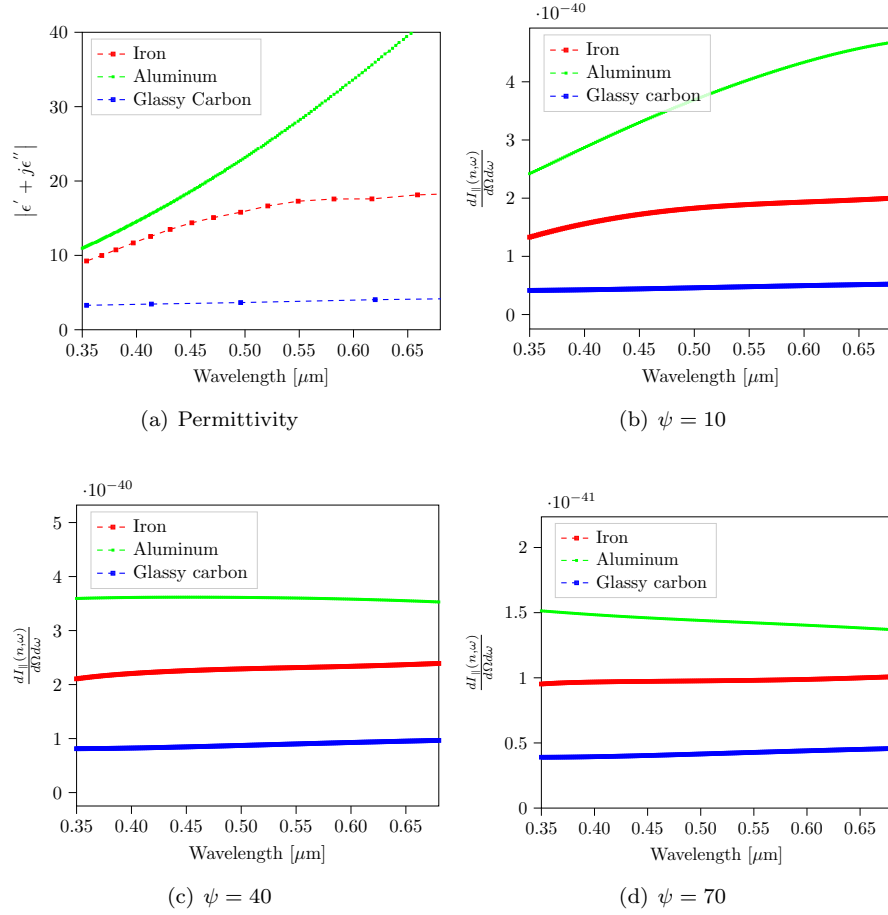 40
30
20
10
0
|ϵ′ + jϵ″|
Iron
Aluminum
Glassy Carbon
0.35 0.40 0.45 0.50 0.55 0.60 0.65
Wavelength [μm]
(a) Permittivity
·10−40
4
3
2
1
0
dI∥(n,ω)
dΩdω
Iron
Aluminum
Glassy carbon
0.35 0.40 0.45 0.50 0.55 0.60 0.65
Wavelength [μm]
(b) ψ = 10
·10−40
5
4
3
2
1
0
dI∥(n,ω)
dΩdω
Iron
Aluminum
Glassy carbon
0.35 0.40 0.45 0.50 0.55 0.60 0.65
Wavelength [μm]
(c) ψ = 40
·10−41
2
1.5
1
0.5
0
dI∥(n,ω)
dΩdω
Iron
Aluminum
Glassy carbon
0.35 0.40 0.45 0.50 0.55 0.60 0.65
Wavelength [μm]
(d) ψ = 70